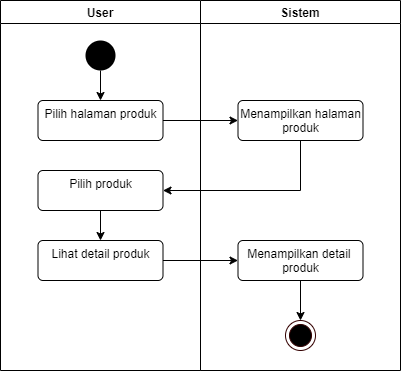 User
Sistem
Pilih halaman produk
Menampilkan halaman
produk
Pilih produk
Lihat detail produk
Menampilkan detail
produk